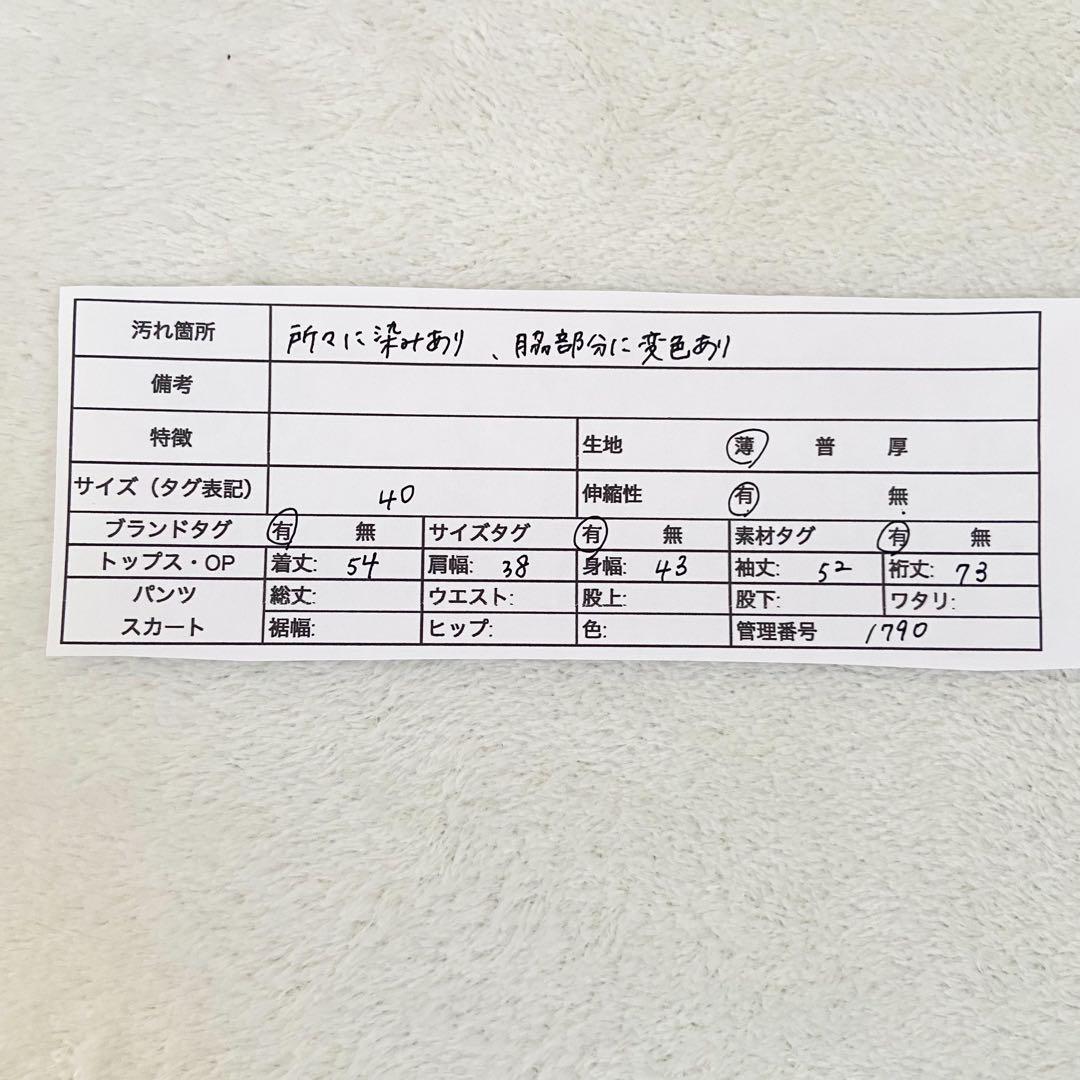 汚れ箇所 所々に染みあり、脇部分に変色あり
備考
特徴 生地 薄 普 厚
サイズ（タグ表記） 40 伸縮性 有 無
ブランドタグ 有 無 サイズタグ 有 無 素材タグ 有 無
トップス・OP 着丈: 54 肩幅: 38 身幅: 43 袖丈: 52 裄丈: 73
パンツ 総丈: ウエスト: 股上: 股下: ワタリ:
スカート 裾幅: ヒップ: 色: 管理番号 1790